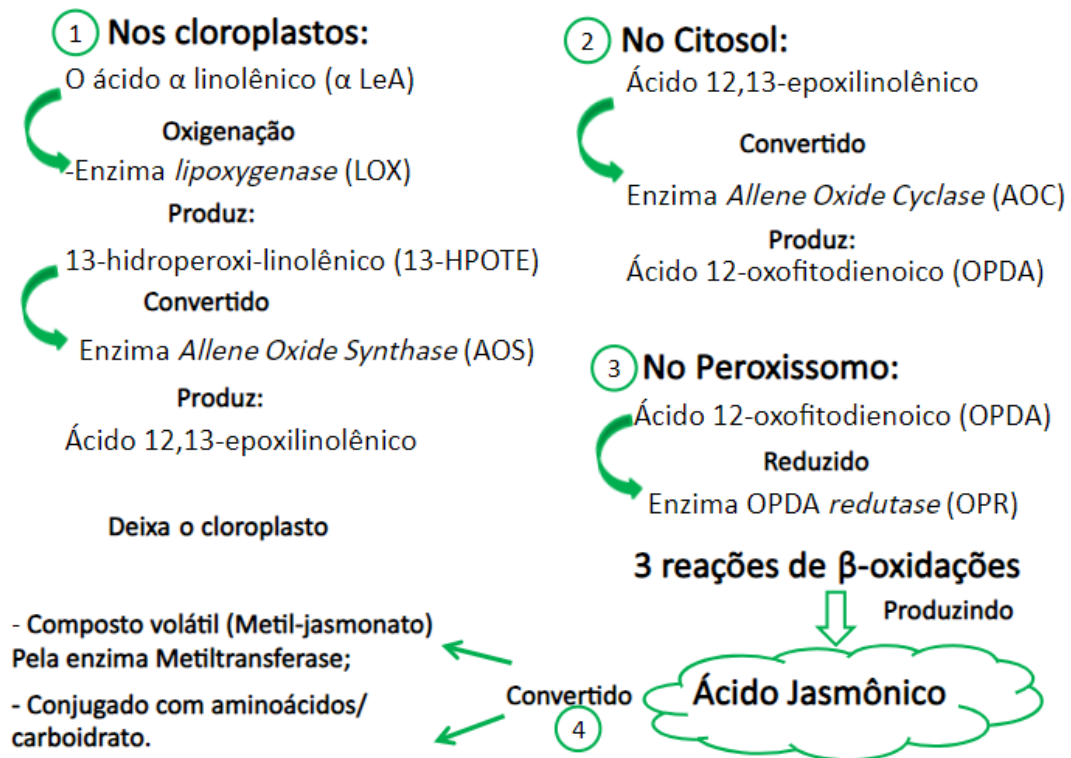 1 Nos cloroplastos:
O ácido α linolênico (α LeA)
Oxigenação
-Enzima lipoxygenase (LOX)
Produz:
13-hidroperoxi-linolênico (13-HPOTE)
Convertido
Enzima Allene Oxide Synthase (AOS)
Produz:
Ácido 12,13-epoxilinolênico
Deixa o cloroplasto
2 No Citosol:
Ácido 12,13-epoxilinolênico
Convertido
Enzima Allene Oxide Cyclase (AOC)
Produz:
Ácido 12-oxofitodienoico (OPDA)
3 No Peroxissomo:
Ácido 12-oxofitodienoico (OPDA)
Reduzido
Enzima OPDA redutase (OPR)
3 reações de β-oxidações
Produzindo
Ácido Jasmônico
Convertido
4
- Composto volátil (Metil-jasmonato)
Pela enzima Metiltransferase;
- Conjugado com aminoácidos/
carboidrato.